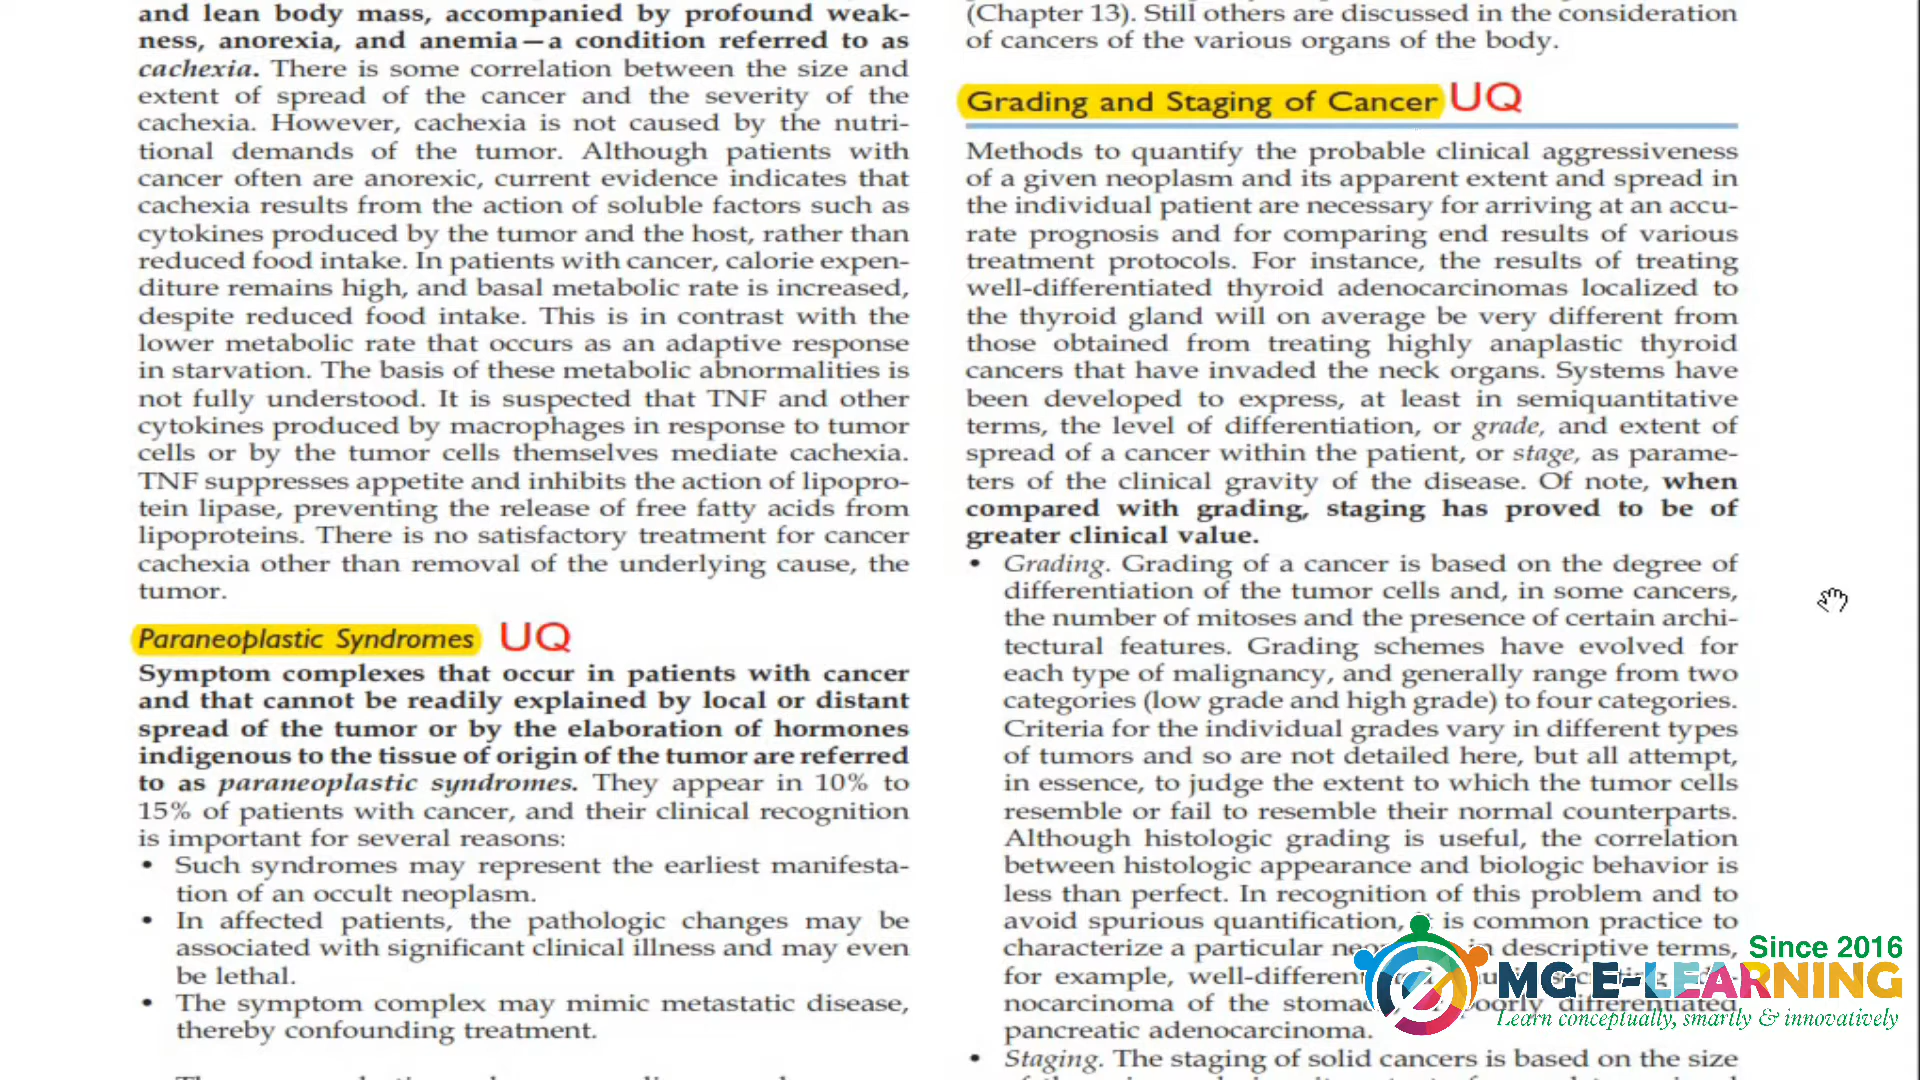 and lean body mass, accompanied by profound weak-
ness, anorexia, and anemia—a condition referred to as
cachexia. There is some correlation between the size and
extent of spread of the cancer and the severity of the
cachexia. However, cachexia is not caused by the nutri-
tional demands of the tumor. Although patients with
cancer often are anorexic, current evidence indicates that
cachexia results from the action of soluble factors such as
cytokines produced by the tumor and the host, rather than
reduced food intake. In patients with cancer, calorie expen-
diture remains high, and basal metabolic rate is increased,
despite reduced food intake. This is in contrast with the
lower metabolic rate that occurs as an adaptive response
in starvation. The basis of these metabolic abnormalities is
not fully understood. It is suspected that TNF and other
cytokines produced by macrophages in response to tumor
cells or by the tumor cells themselves mediate cachexia.
TNF suppresses appetite and inhibits the action of lipopro-
tein lipase, preventing the release of free fatty acids from
lipoproteins. There is no satisfactory treatment for cancer
cachexia other than removal of the underlying cause, the
tumor.
Paraneoplastic Syndromes UQ
Symptom complexes that occur in patients with cancer
and that cannot be readily explained by local or distant
spread of the tumor or by the elaboration of hormones
indigenous to the tissue of origin of the tumor are referred
to as paraneoplastic syndromes. They appear in 10% to
15% of patients with cancer, and their clinical recognition
is important for several reasons:
• Such syndromes may represent the earliest manifesta-
tion of an occult neoplasm.
• In affected patients, the pathologic changes may be
associated with significant clinical illness and may even
be lethal.
• The symptom complex may mimic metastatic disease,
thereby confounding treatment.
(Chapter 13). Still others are discussed in the consideration
of cancers of the various organs of the body.
Grading and Staging of Cancer UQ
Methods to quantify the probable clinical aggressiveness
of a given neoplasm and its apparent extent and spread in
the individual patient are necessary for arriving at an accu-
rate prognosis and for comparing end results of various
treatment protocols. For instance, the results of treating
well-differentiated thyroid adenocarcinomas localized to
the thyroid gland will on average be very different from
those obtained from treating highly anaplastic thyroid
cancers that have invaded the neck organs. Systems have
been developed to express, at least in semiquantitative
terms, the level of differentiation, or grade, and extent of
spread of a cancer within the patient, or stage, as parame-
ters of the clinical gravity of the disease. Of note, when
compared with grading, staging has proved to be of
greater clinical value.
• Grading. Grading of a cancer is based on the degree of
differentiation of the tumor cells and, in some cancers,
the number of mitoses and the presence of certain archi-
tectural features. Grading schemes have evolved for
each type of malignancy, and generally range from two
categories (low grade and high grade) to four categories.
Criteria for the individual grades vary in different types
of tumors and so are not detailed here, but all attempt,
in essence, to judge the extent to which the tumor cells
resemble or fail to resemble their normal counterparts.
Although histologic grading is useful, the correlation
between histologic appearance and biologic behavior is
less than perfect. In recognition of this problem and to
avoid spurious quantification, it is common practice to
characterize a particular in descriptive terms,
for example,
nocarcinoma of the poorly differentiated
pancreatic adenocarcinoma.
• Staging. The staging of solid cancers is based on the size
Since 2016
MG E-LEARNING
Learn conceptually, smartly & innovatively